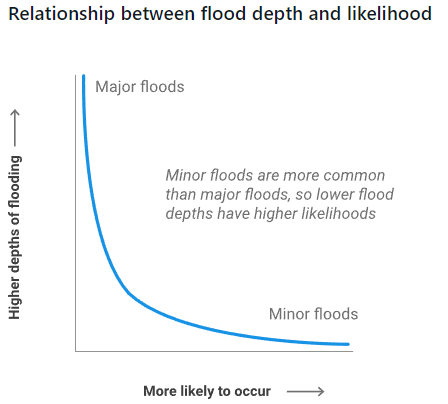 Relationship between flood depth and likelihood
Major floods
Higher depths of flooding
Minor floods are more common
than major floods, so lower flood
depths have higher likelihoods
Minor floods
More likely to occur